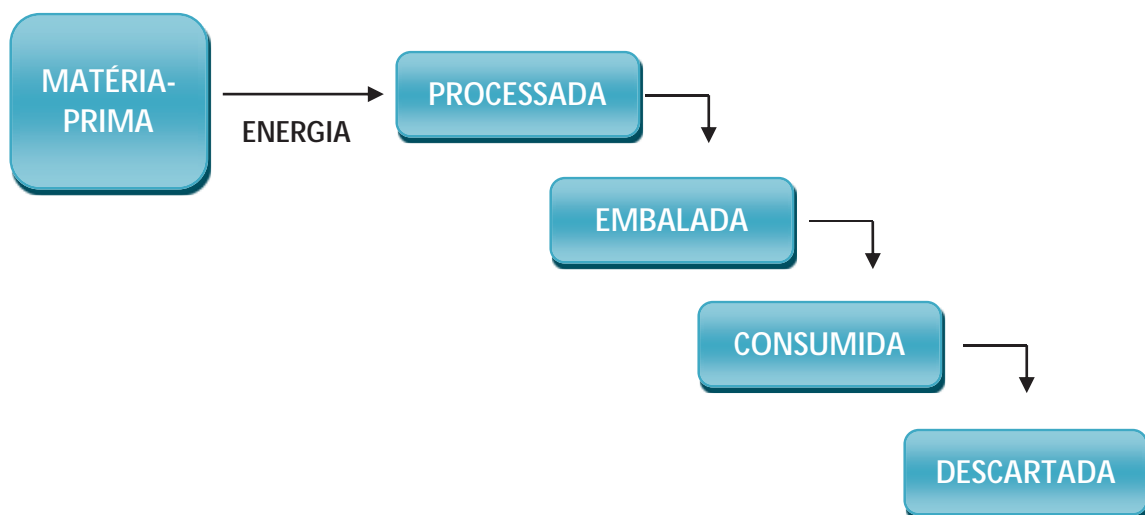 MATÉRIA-
PRIMA
ENERGIA
PROCESSADA
EMBALADA
CONSUMIDA
DESCARTADA